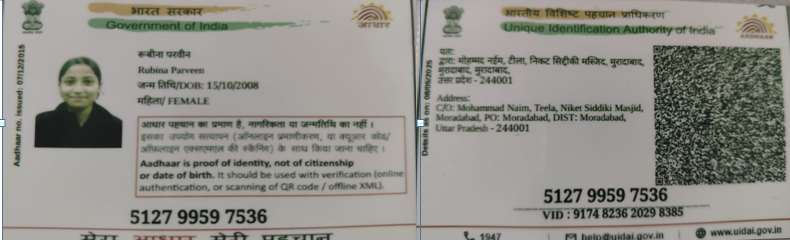 भारत सरकार
Government of India
आधार
Aadhaar no. issued: 07/12/2015
रूबीना परवीन
Rubina Parveen
जन्म तिथि/DOB: 15/10/2008
महिला/ FEMALE
आधार पहचान का प्रमाण है, नागरिकता या जन्मतिथि का नहीं ।
इसका उपयोग सत्यापन (ऑनलाइन प्रमाणीकरण, या क्यूआर कोड/
ऑफलाइन एक्सएमएल की स्कैनिंग) के साथ किया जाना चाहिए ।
Aadhaar is proof of identity, not of citizenship
or date of birth. It should be used with verification (online
authentication, or scanning of QR code / offline XML).
5127 9959 7536
मेरा आधार, मेरी पहचान
भारतीय विशिष्ट पहचान प्राधिकरण
Unique Identification Authority of India
AADHAAR
Details as on: 08/05/2025
पता:
द्वारा: मोहम्मद नईम, टीला, निकट सिद्दीकी मस्जिद, मुरादाबाद,
मुरादाबाद, मुरादाबाद,
उत्तर प्रदेश - 244001
Address:
C/O: Mohammad Naim, Teela, Niket Siddiki Masjid,
Moradabad, PO: Moradabad, DIST: Moradabad,
Uttar Pradesh - 244001
5127 9959 7536
VID : 9174 8236 2029 8385
1947
help@uidai.gov.in
www.uidai.gov.in